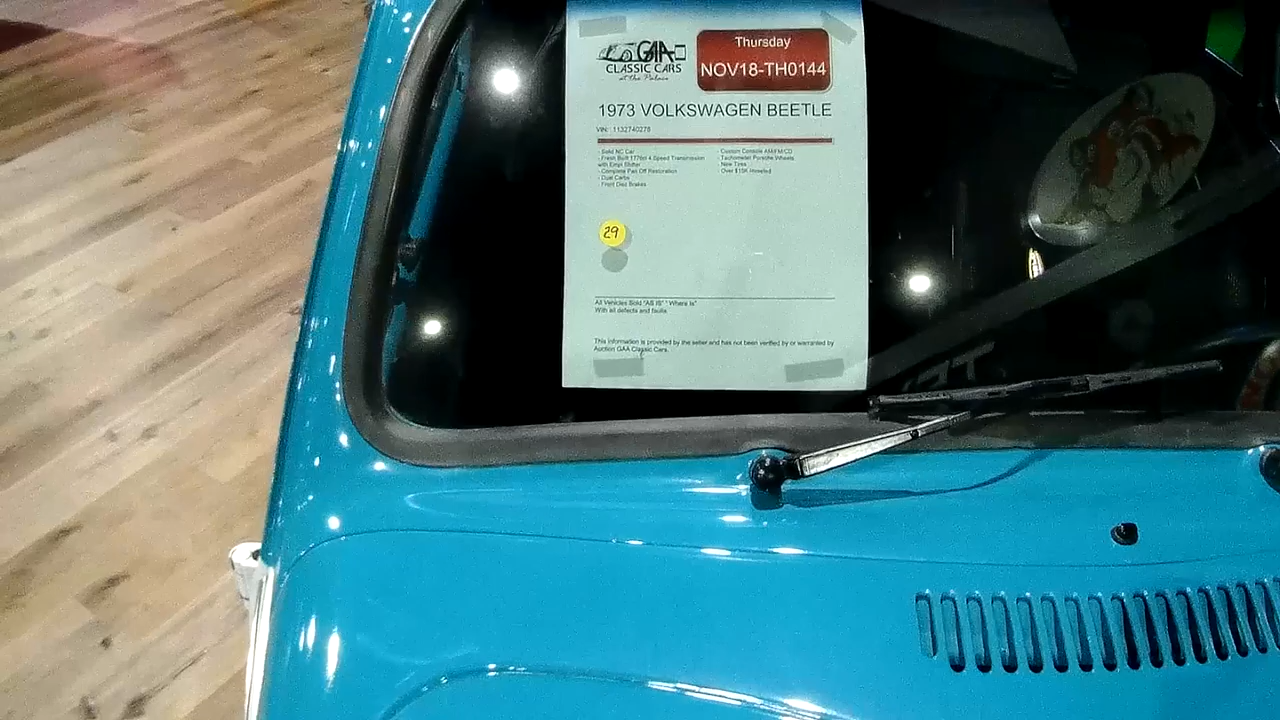 GAA
CLASSIC CARS
at the Palace
Thursday
NOV18-TH0144
1973 VOLKSWAGEN BEETLE
VIN: 1132740278
- Solid NC Car
- Fresh Built 1776cc 4 Speed Transmission
with Empi Shifter
- Complete Pan Off Restoration
- Dual Carbs
- Front Disc Brakes
- Custom Console AM/FM/CD
- Tachometer Porsche Wheels
- New Tires
- Over $15K Invested
29
All Vehicles Sold "AS IS" "Where Is"
With all defects and faults
This information is provided by the seller and has not been verified by or warranted by
Auction GAA Classic Cars.